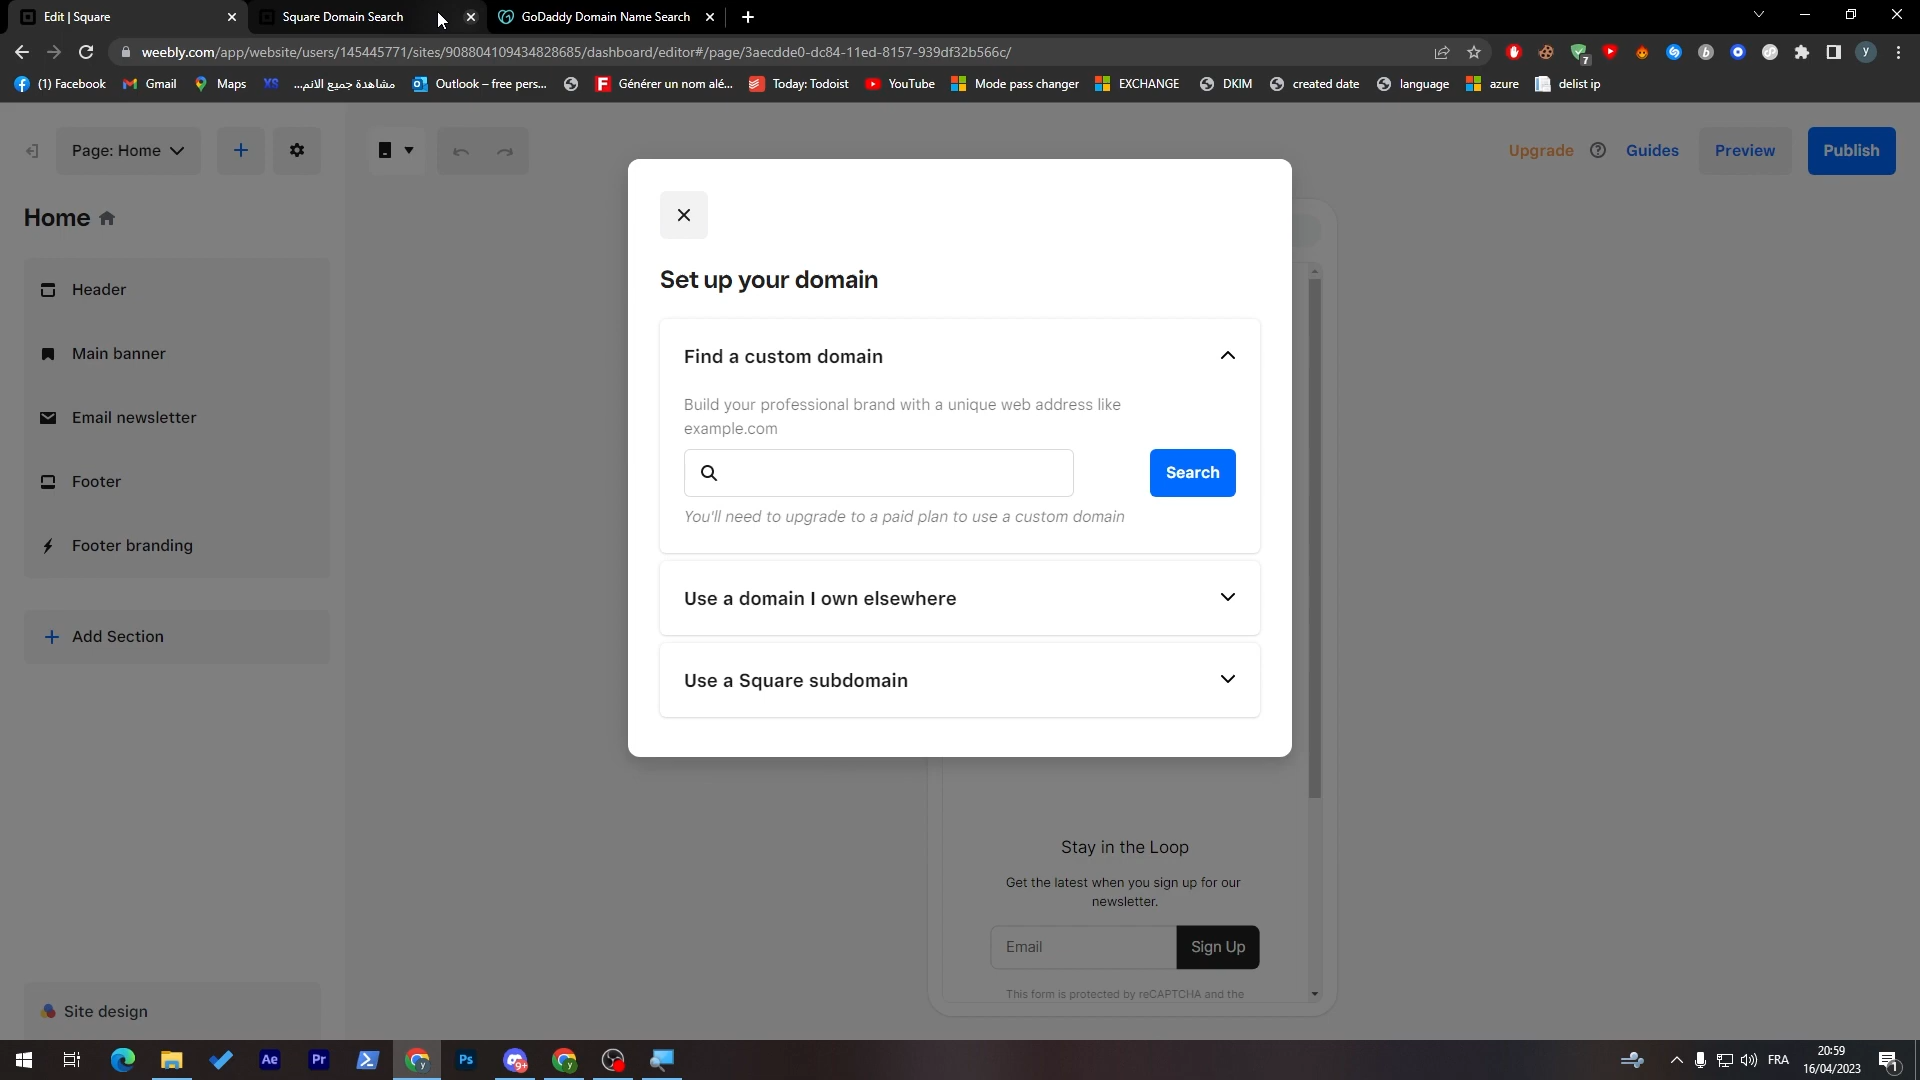 Edit | Square
Square Domain Search
GoDaddy Domain Name Search
weebly.com/app/website/users/145445771/sites/908804109434828685/dashboard/editor#/page/3aecdde0-dc84-11ed-8157-939df32b566c/
7
b
y
(1) Facebook
Gmail
Maps
XS
مشاهدة جميع الانم...
Outlook – free pers...
Générer un nom alé...
Today: Todoist
YouTube
Mode pass changer
EXCHANGE
DKIM
created date
language
azure
delist ip
Page: Home
Upgrade
Guides
Preview
Publish
Home
Header
Main banner
Email newsletter
Footer
Footer branding
Add Section
Site design
Set up your domain
Find a custom domain
Build your professional brand with a unique web address like
example.com
Search
You'll need to upgrade to a paid plan to use a custom domain
Use a domain I own elsewhere
Use a Square subdomain
Stay in the Loop
Get the latest when you sign up for our
newsletter.
Email
Sign Up
This form is protected by reCAPTCHA and the
Ae
Pr
Ps
9+
FRA
20:59
16/04/2023
1